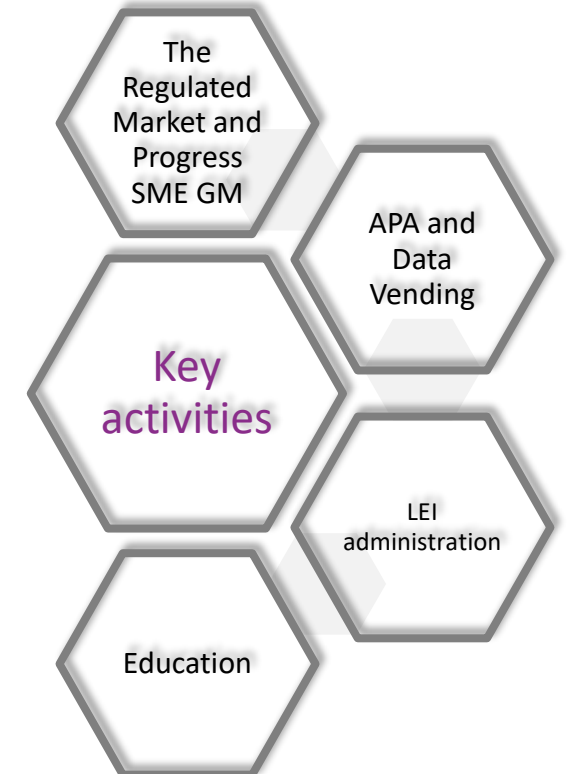 The
Regulated
Market and
Progress
SME GM
APA and
Data
Vending
Key
activities
LEI
administration
Education